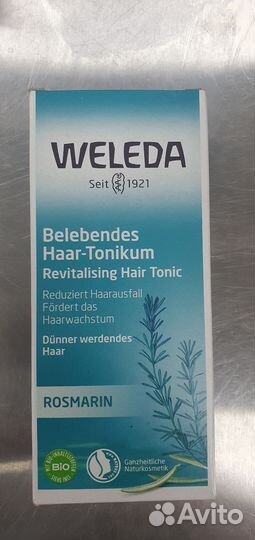 WELEDA
Seit 1921
Belebendes
Haar-Tonikum
Revitalising Hair Tonic
Reduziert Haarausfall
Fördert das
Haarwachstum
Dünner werdendes
Haar
ROSMARIN
BIO
Ganzheitliche
Naturkosmetik
Avito